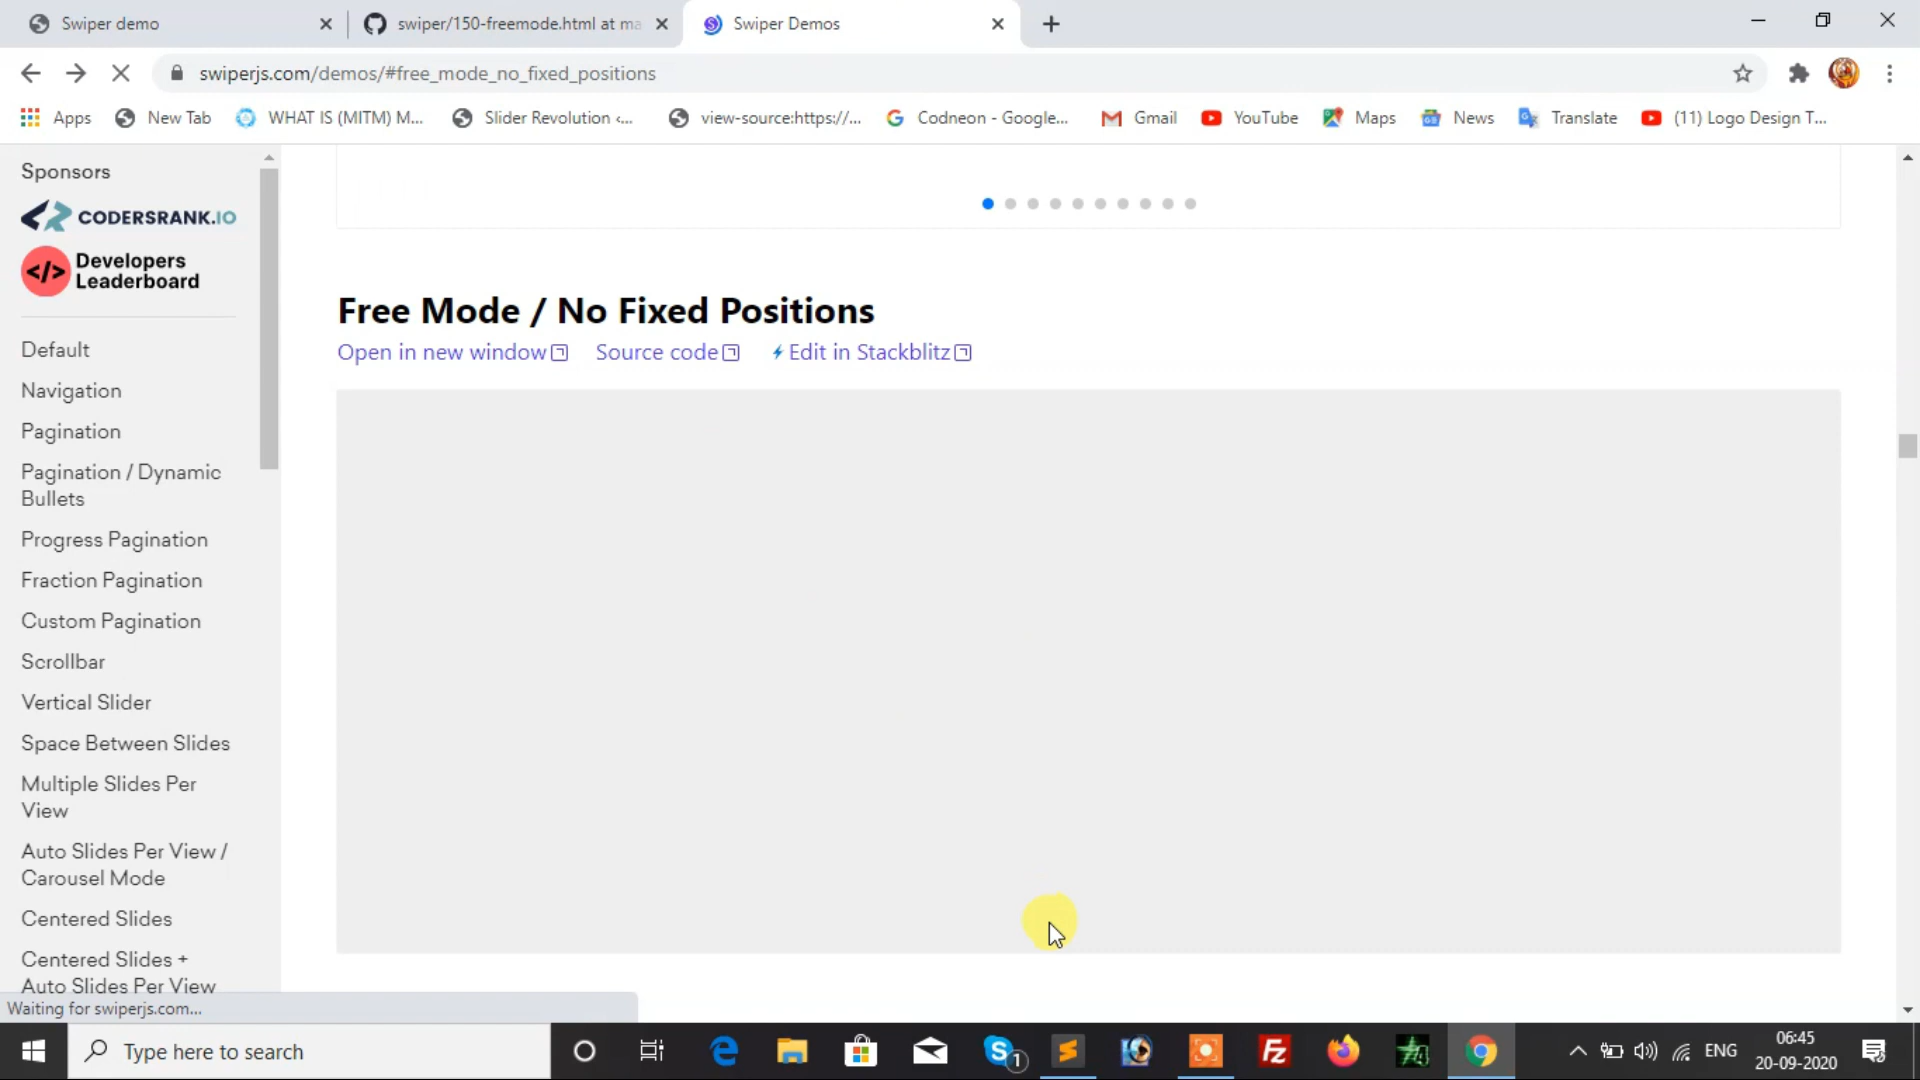 Swiper demo
swiper/150-freemode.html at ma
Swiper Demos
swiperjs.com/demos/#free_mode_no_fixed_positions
Apps
New Tab
WHAT IS (MITM) M...
Slider Revolution ‹...
view-source:https://...
Codneon - Google...
Gmail
YouTube
Maps
News
Translate
(11) Logo Design T...
Sponsors
CODERSRANK.IO
</> Developers
Leaderboard
Default
Navigation
Pagination
Pagination / Dynamic
Bullets
Progress Pagination
Fraction Pagination
Custom Pagination
Scrollbar
Vertical Slider
Space Between Slides
Multiple Slides Per
View
Auto Slides Per View /
Carousel Mode
Centered Slides
Centered Slides +
Auto Slides Per View
Free Mode / No Fixed Positions
Open in new window
Source code
Edit in Stackblitz
Waiting for swiperjs.com...
Type here to search
1
ENG
06:45
20-09-2020